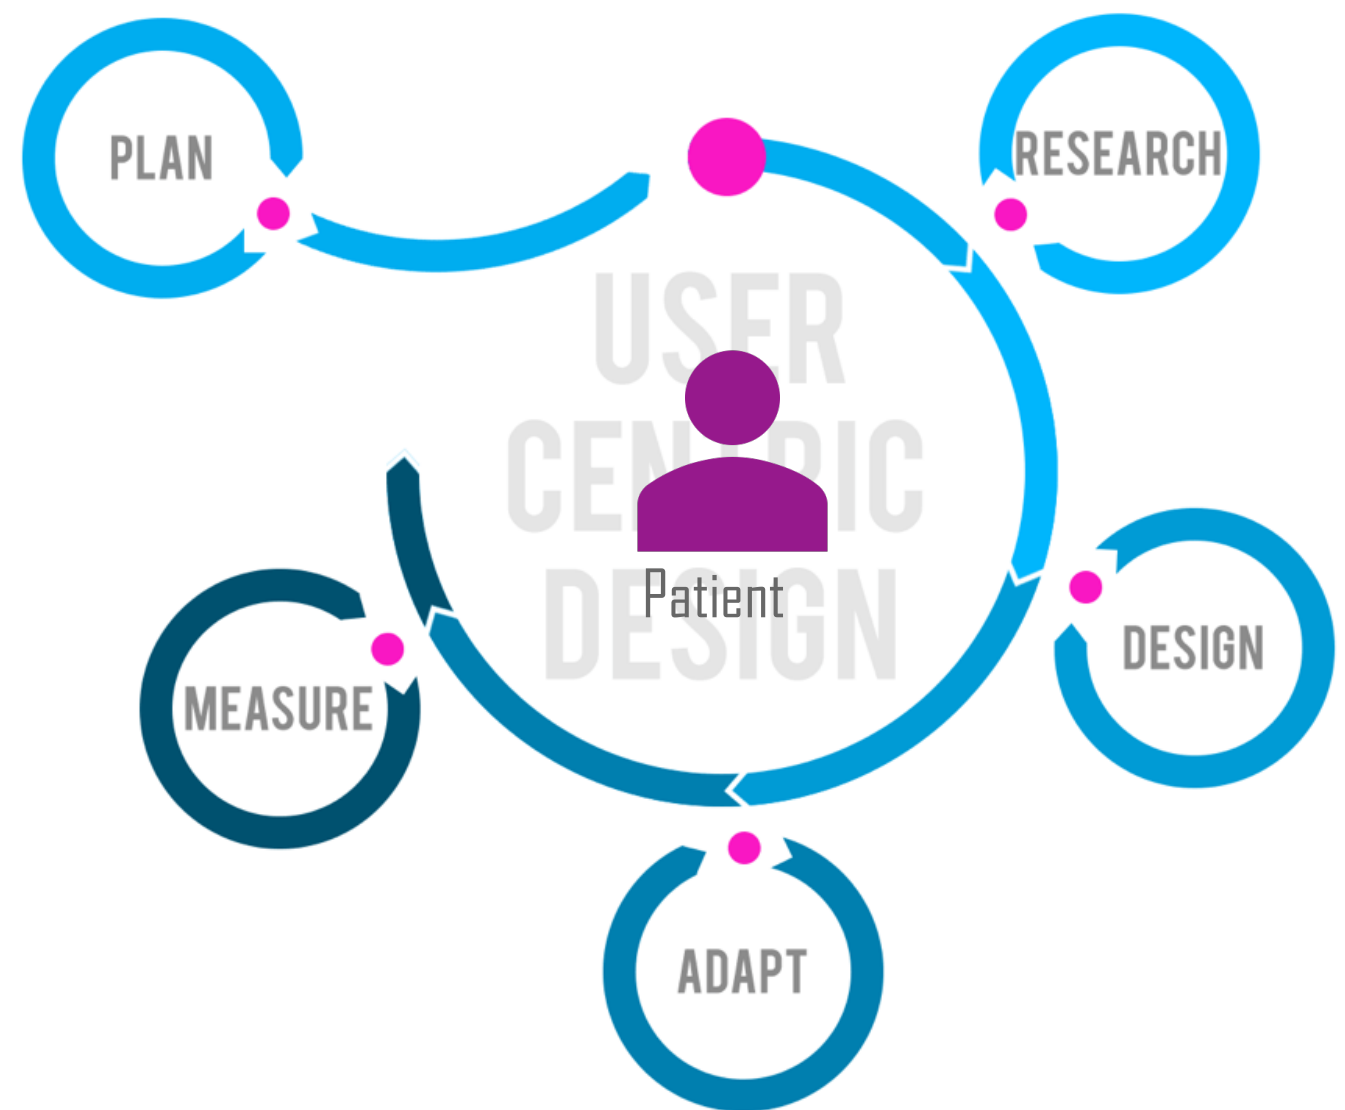 PLAN
RESEARCH
USER
CENTRIC
DESIGN
Patient
DESIGN
MEASURE
ADAPT